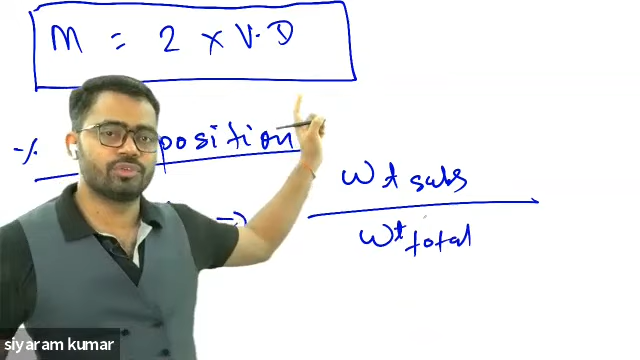 M = 2 × V.D
-/. position
=> wt subs
wt total
siyaram kumar